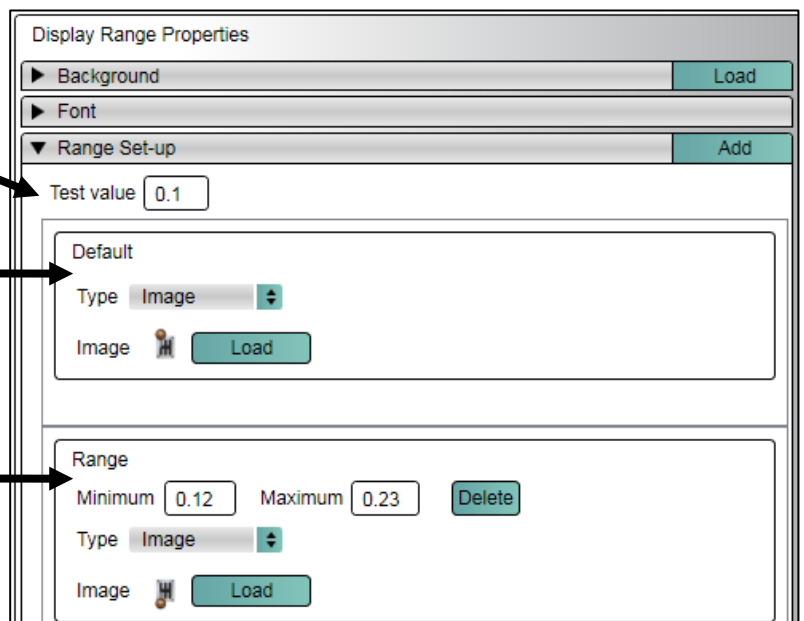 Display Range Properties
Background Load
Font
Range Set-up Add
Test value 0.1
Default
Type Image
Image Load
Range
Minimum 0.12 Maximum 0.23 Delete
Type Image
Image Load